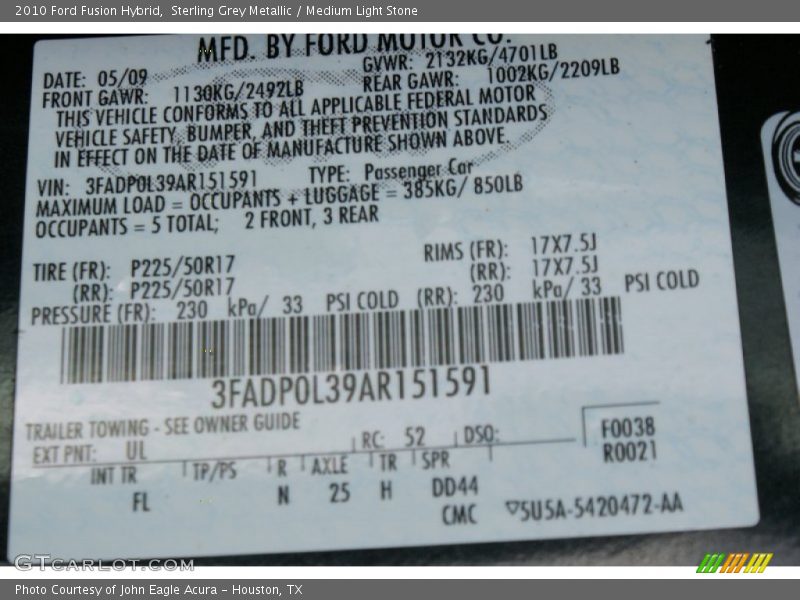 2010 Ford Fusion Hybrid,  Sterling Grey Metallic / Medium Light Stone
MFD. BY FORD MOTOR CO.
DATE: 05/09 GVWR: 2132KG/4701LB
FRONT GAWR: 1130KG/2492LB REAR GAWR: 1002KG/2209LB
THIS VEHICLE CONFORMS TO ALL APPLICABLE FEDERAL MOTOR
VEHICLE SAFETY, BUMPER, AND THEFT PREVENTION STANDARDS
IN EFFECT ON THE DATE OF MANUFACTURE SHOWN ABOVE.
VIN: 3FADP0L39AR151591 TYPE: Passenger Car
MAXIMUM LOAD = OCCUPANTS + LUGGAGE = 385KG/ 850LB
OCCUPANTS = 5 TOTAL; 2 FRONT, 3 REAR
TIRE (FR): P225/50R17 RIMS (FR): 17X7.5J
(RR): P225/50R17 (RR): 17X7.5J
PRESSURE (FR): 230 kPa/ 33 PSI COLD (RR): 230 kPa/ 33 PSI COLD
3FADP0L39AR151591
TRAILER TOWING - SEE OWNER GUIDE
EXT PNT: UL RC: 52 DSO: F0038
R0021
INT TR TP/PS R AXLE TR SPR
FL N 25 H DD44
CMC ▽5U5A-5420472-AA
GTcarlot.com
Photo Courtesy of John Eagle Acura – Houston, TX